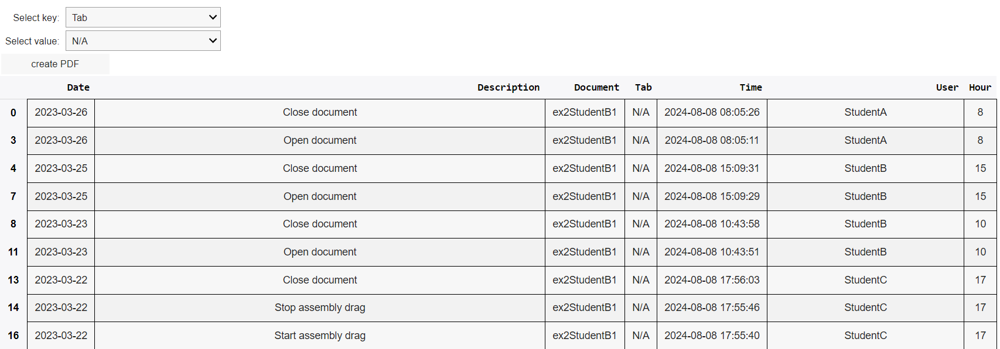 Select key: Tab
Select value: N/A
create PDF
Date Description Document Tab Time User Hour
0 2023-03-26 Close document ex2StudentB1 N/A 2024-08-08 08:05:26 StudentA 8
3 2023-03-26 Open document ex2StudentB1 N/A 2024-08-08 08:05:11 StudentA 8
4 2023-03-25 Close document ex2StudentB1 N/A 2024-08-08 15:09:31 StudentB 15
7 2023-03-25 Open document ex2StudentB1 N/A 2024-08-08 15:09:29 StudentB 15
8 2023-03-23 Close document ex2StudentB1 N/A 2024-08-08 10:43:58 StudentB 10
11 2023-03-23 Open document ex2StudentB1 N/A 2024-08-08 10:43:51 StudentB 10
13 2023-03-22 Close document ex2StudentB1 N/A 2024-08-08 17:56:03 StudentC 17
14 2023-03-22 Stop assembly drag ex2StudentB1 N/A 2024-08-08 17:55:46 StudentC 17
16 2023-03-22 Start assembly drag ex2StudentB1 N/A 2024-08-08 17:55:40 StudentC 17